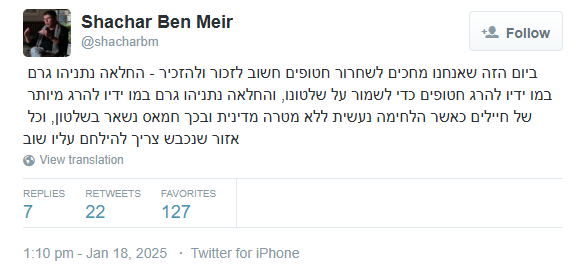 Shachar Ben Meir
@shacharbm
Follow
ביום הזה שאנחנו מחכים לשחרור חטופים חשוב לזכור ולהזכיר - החלאה נתניהו גרם
במו ידיו להרג חטופים כדי לשמור על שלטונו, והחלאה נתניהו גרם במו ידיו להרג מיותר
של חיילים כאשר הלחימה נעשית ללא מטרה מדינית ובכך חמאס נשאר בשלטון, וכל
אזור שנכבש צריך להילחם עליו שוב
View translation
REPLIES RETWEETS FAVORITES
7 22 127
1:10 pm - Jan 18, 2025 · Twitter for iPhone